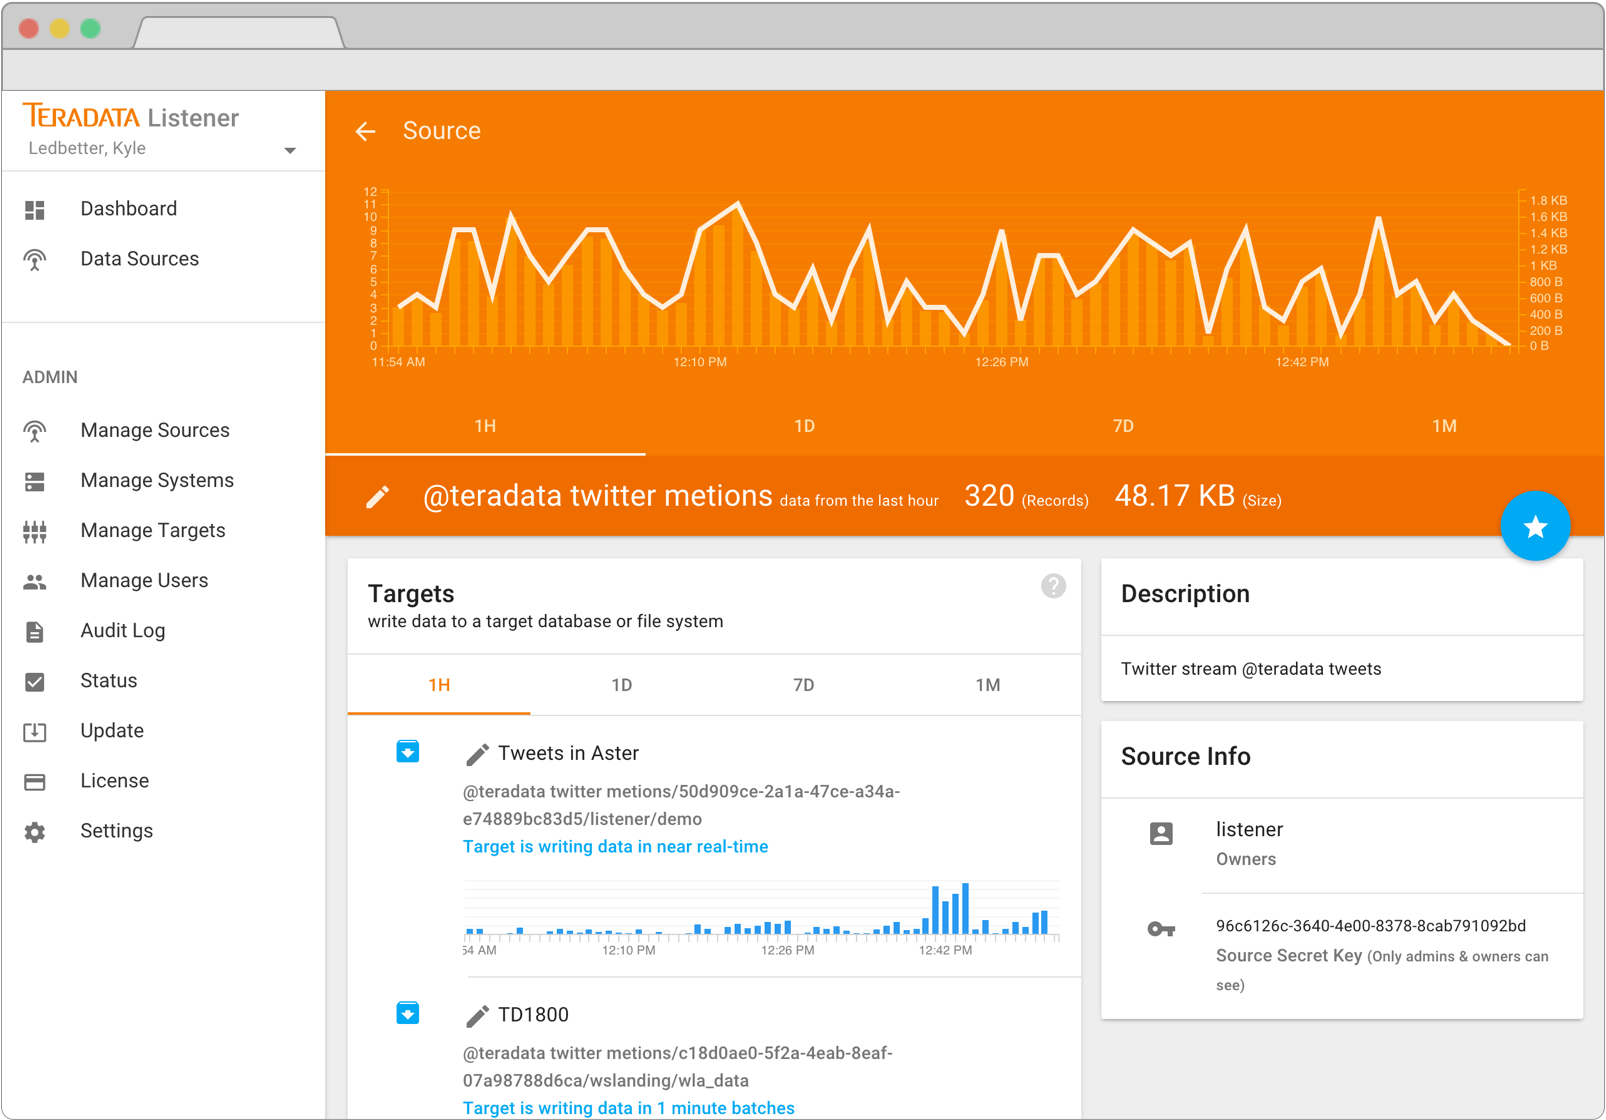 TERADATA Listener
Ledbetter, Kyle
Dashboard
Data Sources
ADMIN
Manage Sources
Manage Systems
Manage Targets
Manage Users
Audit Log
Status
Update
License
Settings
Source
12
11
10
9
8
7
6
5
4
3
2
1
0
1.8 KB
1.6 KB
1.4 KB
1.2 KB
1 KB
800 B
600 B
400 B
200 B
0 B
11:54 AM 12:10 PM 12:26 PM 12:42 PM
1H 1D 7D 1M
@teradata twitter metions data from the last hour 320 (Records) 48.17 KB (Size)
Targets
write data to a target database or file system
?
1H 1D 7D 1M
Tweets in Aster
@teradata twitter metions/50d909ce-2a1a-47ce-a34a-
e74889bc83d5/listener/demo
Target is writing data in near real-time
54 AM 12:10 PM 12:26 PM 12:42 PM
TD1800
@teradata twitter metions/c18d0ae0-5f2a-4eab-8eaf-
07a98788d6ca/wslanding/wla_data
Target is writing data in 1 minute batches
Description
Twitter stream @teradata tweets
Source Info
listener
Owners
96c6126c-3640-4e00-8378-8cab791092bd
Source Secret Key (Only admins & owners can
see)